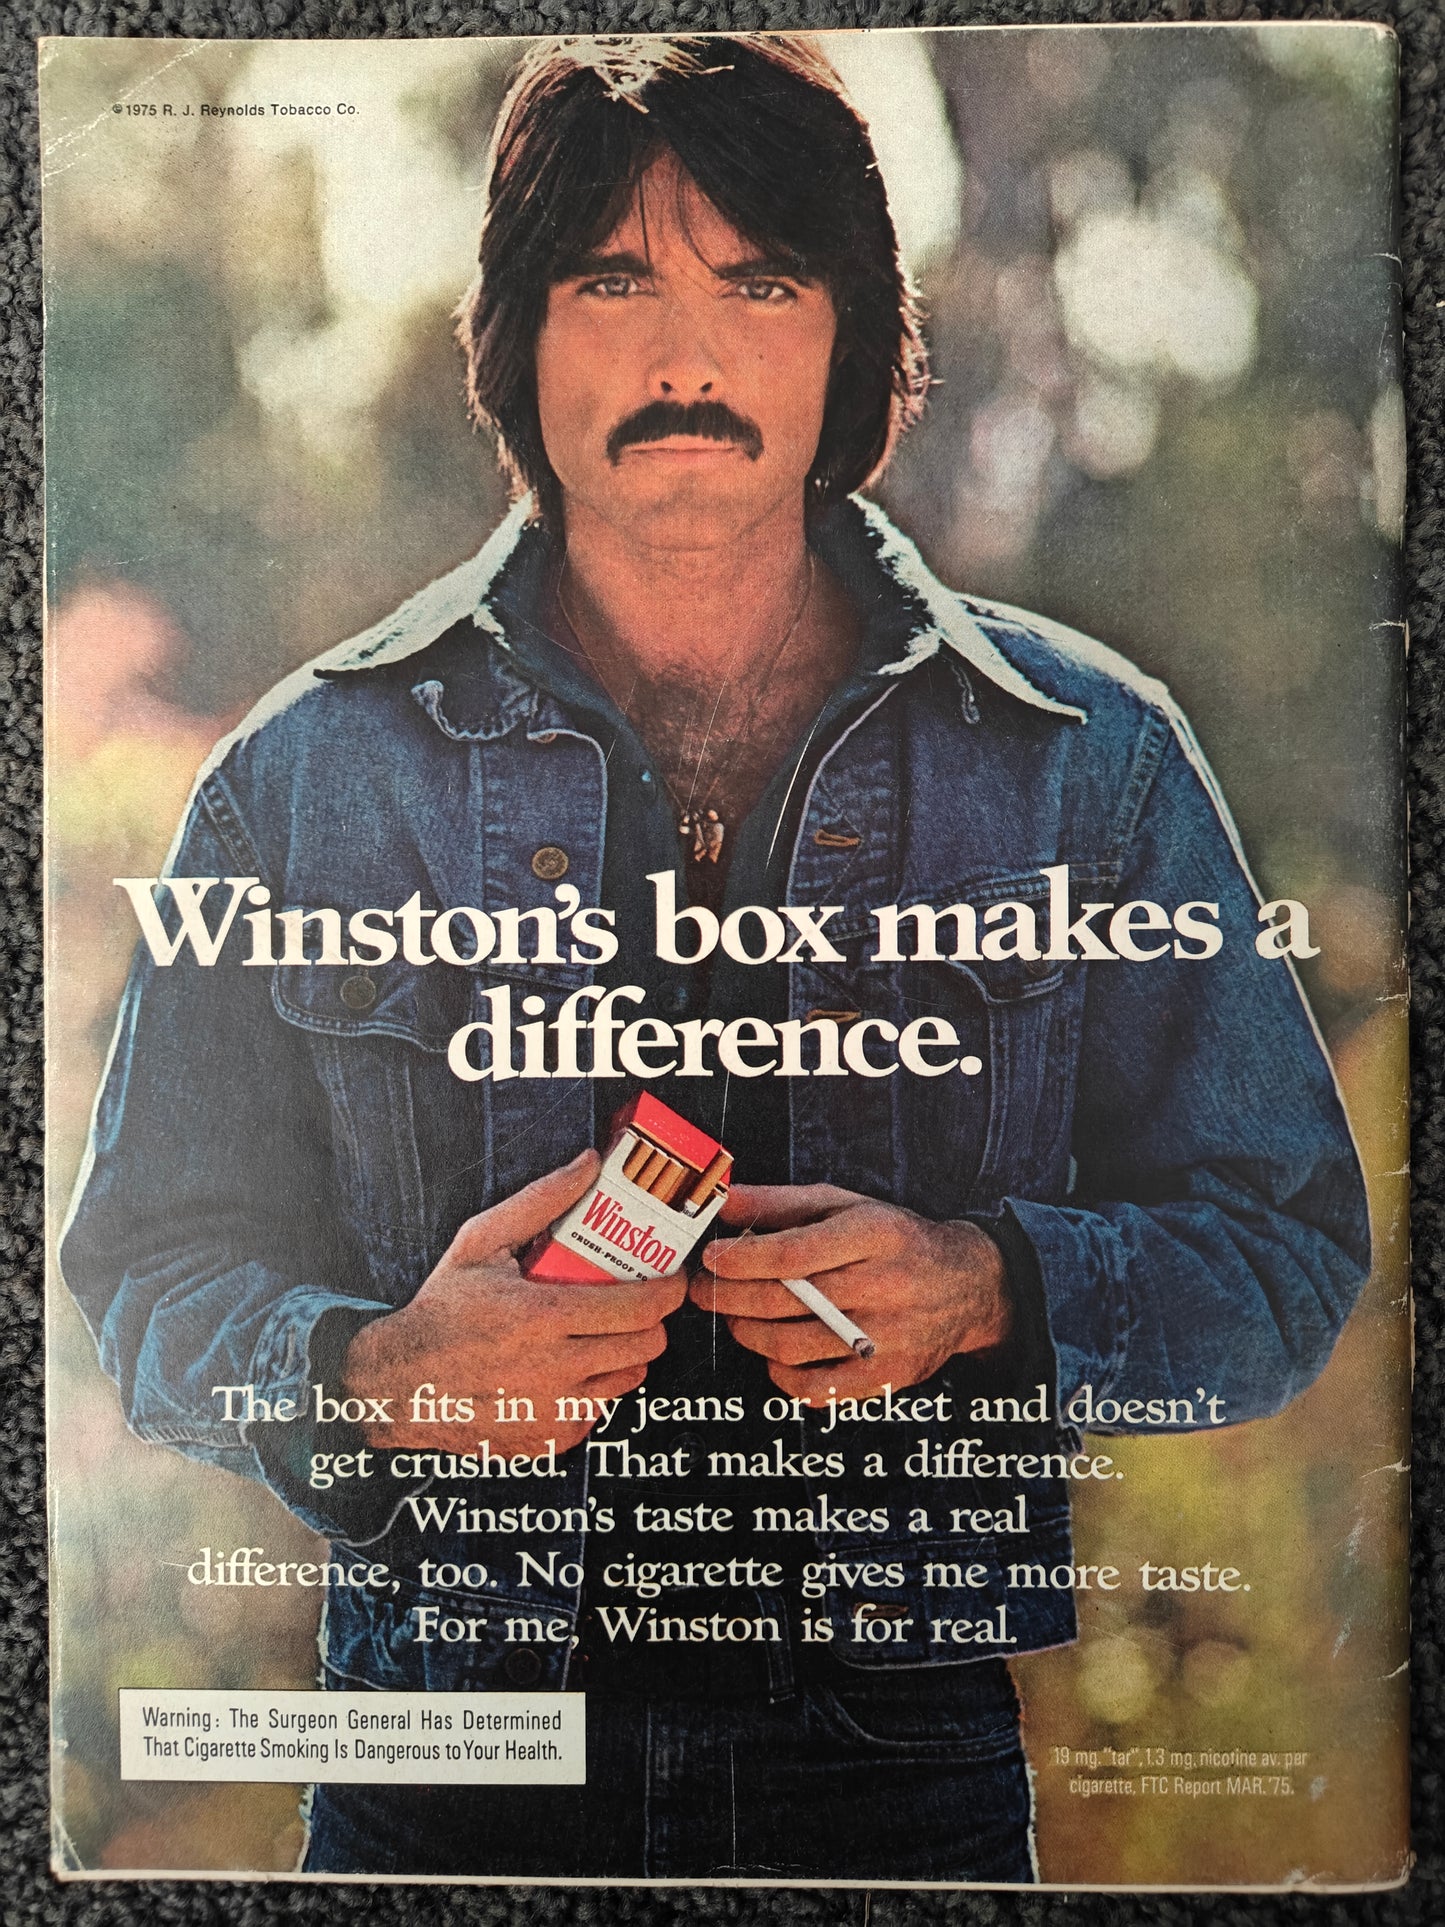 ©1975 R. J. Reynolds Tobacco Co.
Winston's box makes a
difference.
Winston
CRUSH-PROOF
The box fits in my jeans or jacket and doesn't
get crushed. That makes a difference.
Winston's taste makes a real
difference, too. No cigarette gives me more taste.
For me, Winston is for real.
Warning: The Surgeon General Has Determined
That Cigarette Smoking Is Dangerous to Your Health.
19 mg. "tar", 1.3 mg. nicotine av. per
cigarette, FTC Report MAR. '75.